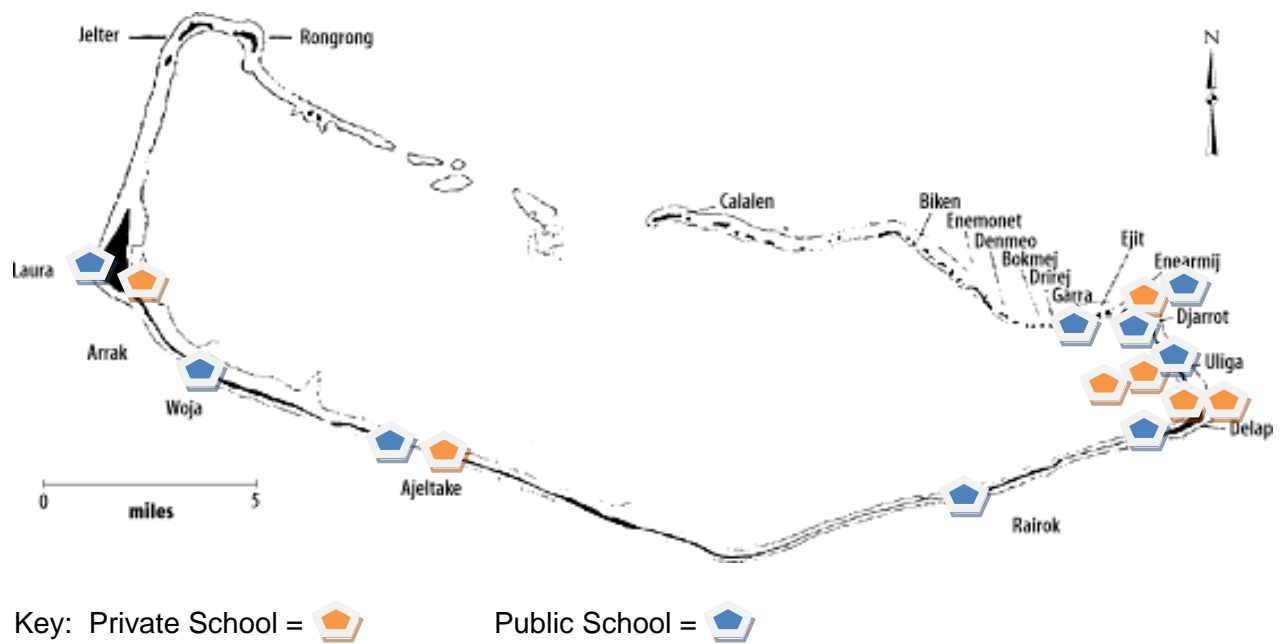 Jelter
Rongrong
N
Calalen
Biken
Enemonet
Denmeo
Bokmej
Drirej
Garra
Ejit
Enearmij
Djarrot
Laura
Arrak
Woja
Uliga
Delap
Ajeltake
Rairok
0 5
miles
Key: Private School = Public School =